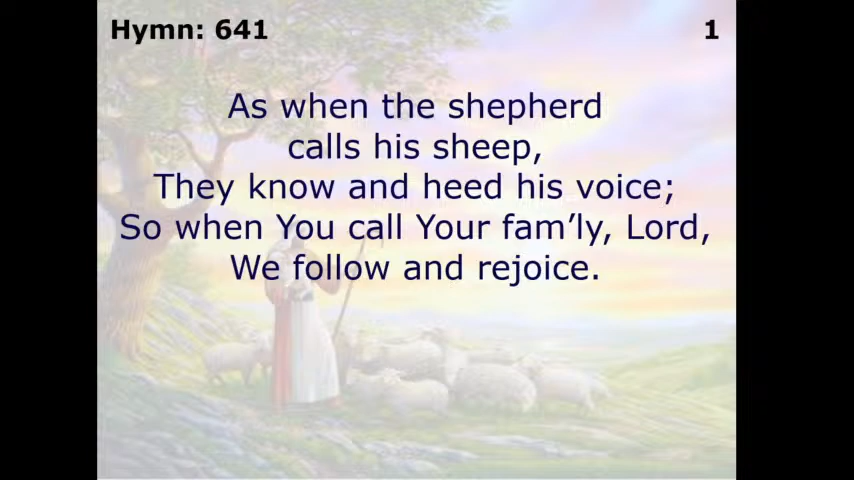 Hymn: 641 1
As when the shepherd
calls his sheep,
They know and heed his voice;
So when You call Your fam’ly, Lord,
We follow and rejoice.